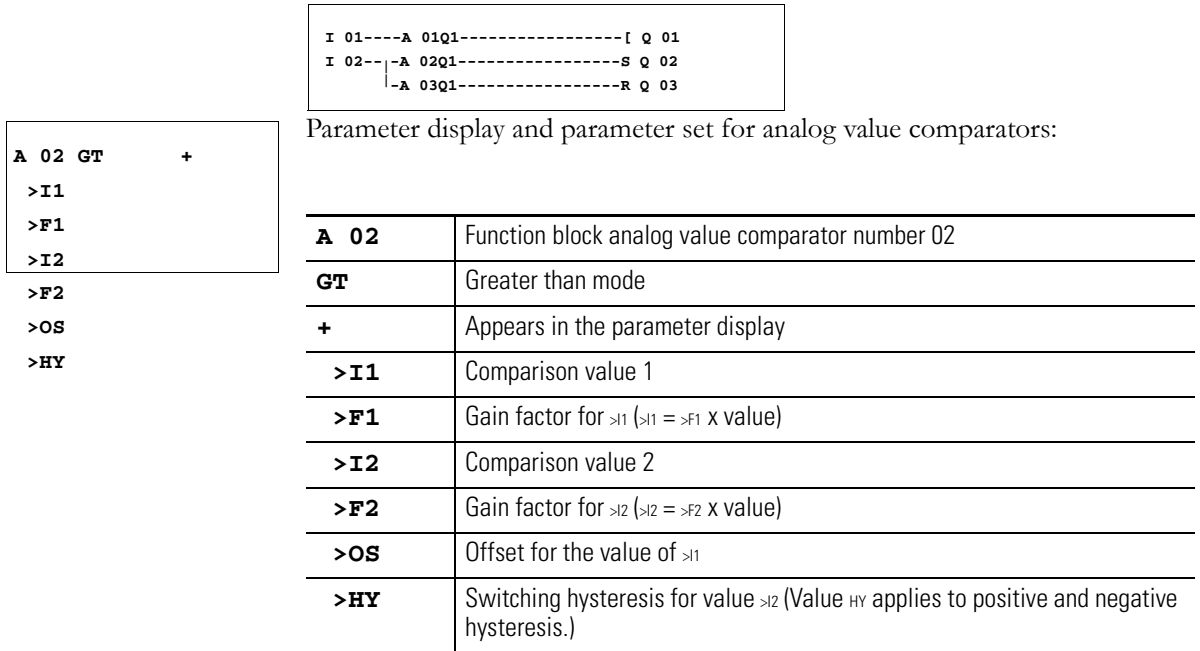 I 01----A 01Q1-----------------[ Q 01
I 02--|-A 02Q1-----------------S Q 02
|-A 03Q1-----------------R Q 03
Parameter display and parameter set for analog value comparators:
A 02 GT +
>I1
>F1
>I2
>F2
>OS
>HY
A 02 Function block analog value comparator number 02
GT Greater than mode
+ Appears in the parameter display
>I1 Comparison value 1
>F1 Gain factor for >I1 (>I1 = >F1 x value)
>I2 Comparison value 2
>F2 Gain factor for >I2 (>I2 = >F2 x value)
>OS Offset for the value of >I1
>HY Switching hysteresis for value >I2 (Value HY applies to positive and negative
hysteresis.)